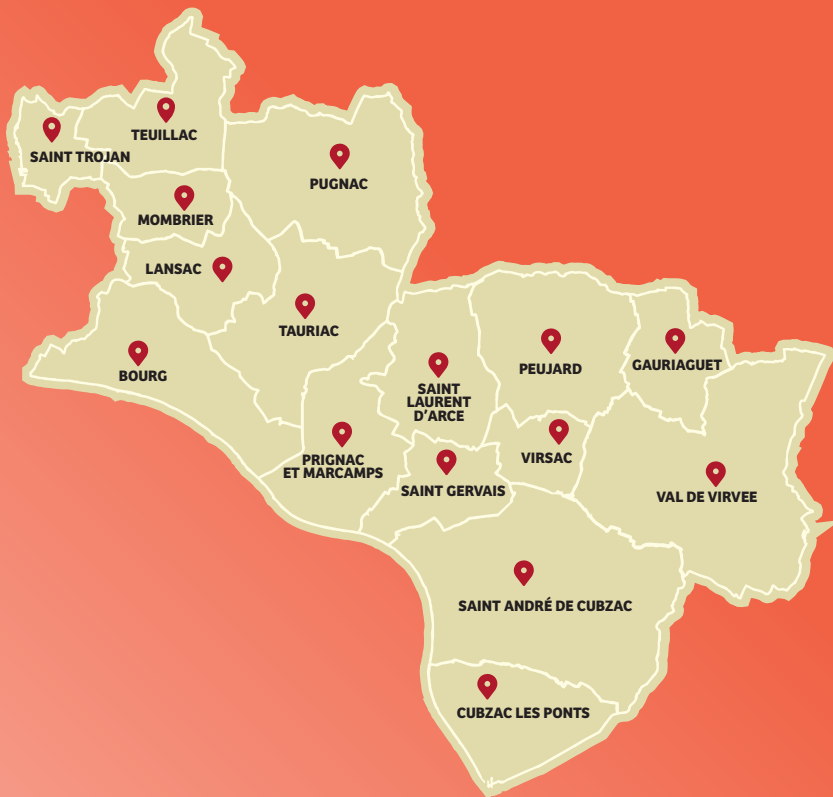 TEUILLAC
SAINT TROJAN
PUGNAC
MOMBRIER
LANSAC
TAURIAC
BOURG
PEUJARD
GAURIAGUET
SAINT
LAURENT
D'ARCE
PRIGNAC
ET MARCAMPS
VIRSAC
SAINT GERVAIS
VAL DE VIRVEE
SAINT ANDRÉ DE CUBZAC
CUBZAC LES PONTS